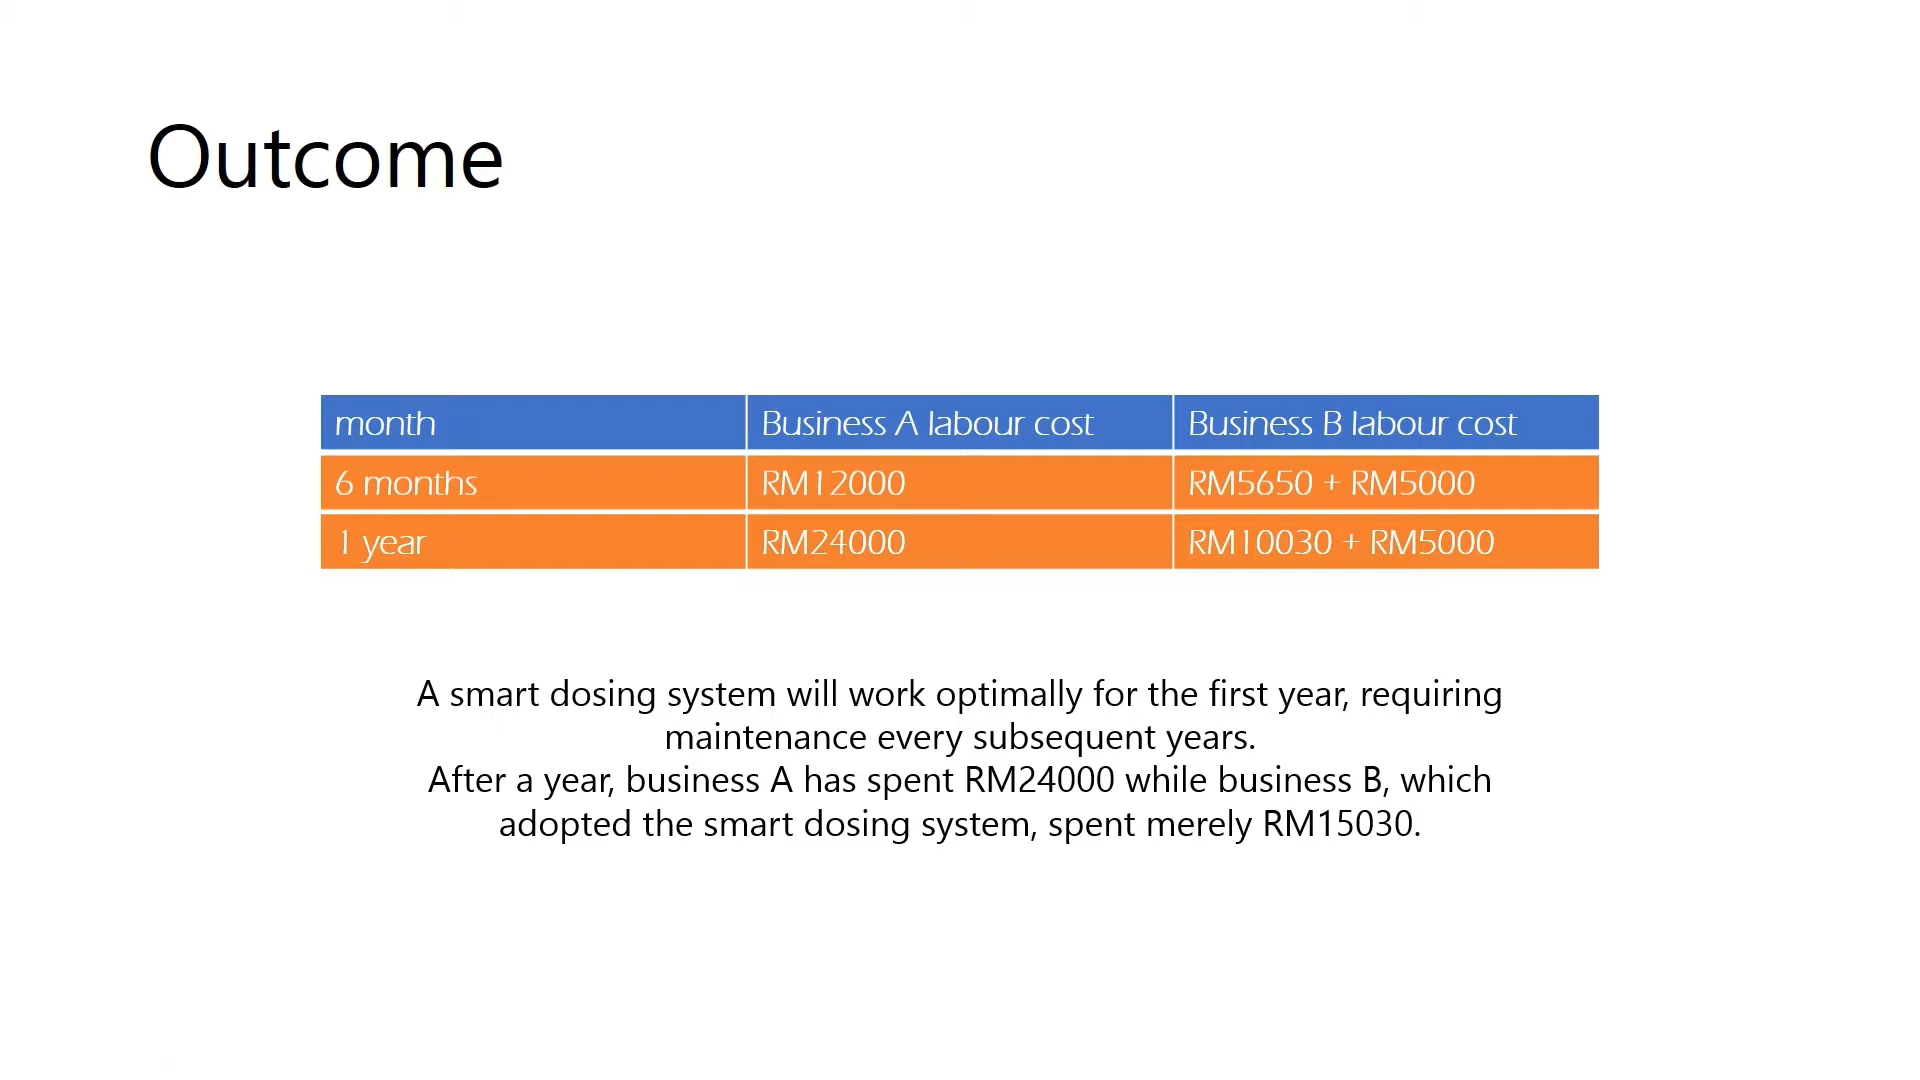 Outcome
month Business A labour cost Business B labour cost
6 months RM12000 RM5650 + RM5000
1 year RM24000 RM10030 + RM5000
A smart dosing system will work optimally for the first year, requiring
maintenance every subsequent years.
After a year, business A has spent RM24000 while business B, which
adopted the smart dosing system, spent merely RM15030.